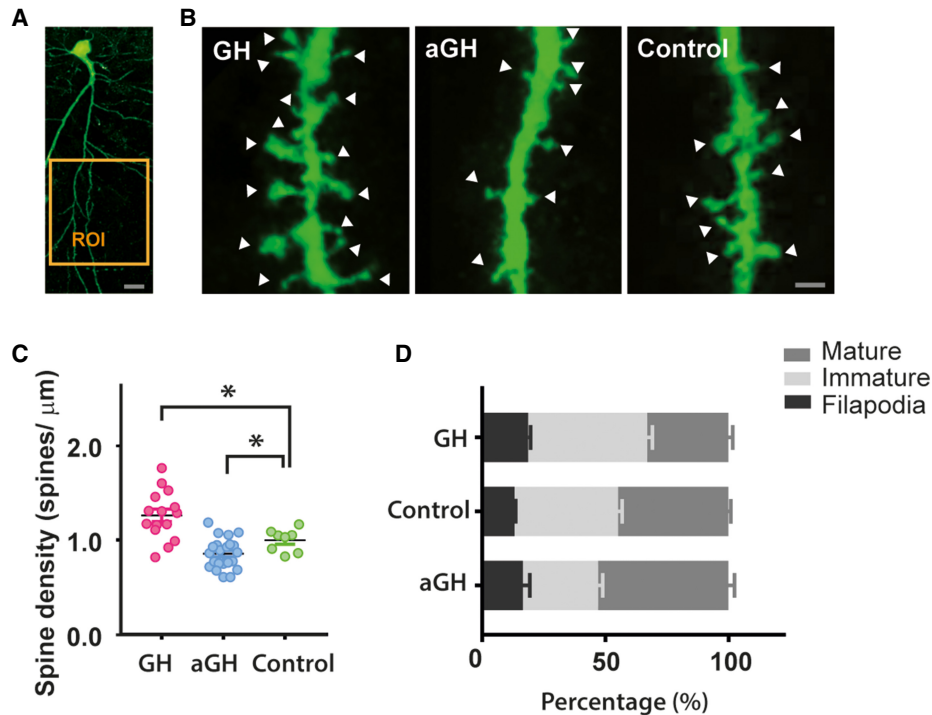 A
ROI
B
GH
aGH
Control
C
Spine density (spines/ μm)
2.0
1.0
0.0
*
*
GH aGH Control
D
Mature
Immature
Filapodia
GH
Control
aGH
0 50 100
Percentage (%)